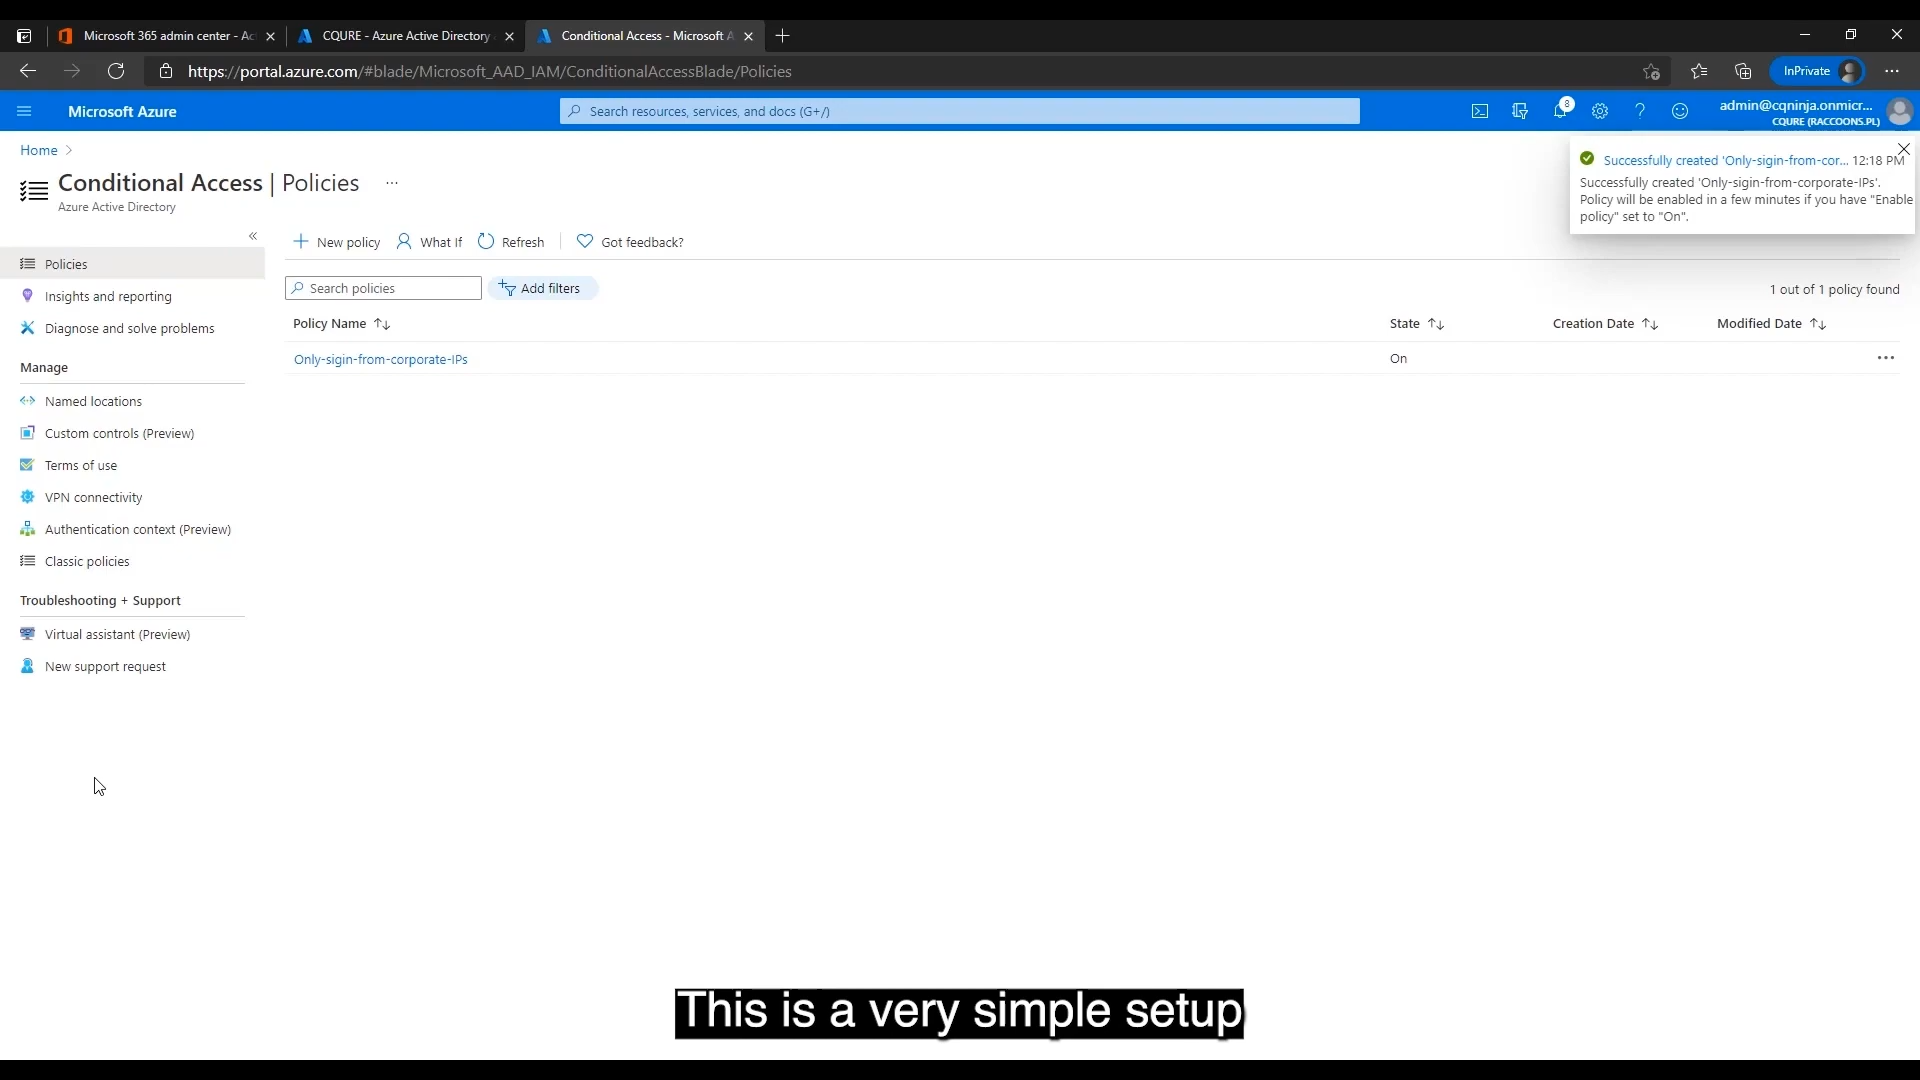 Microsoft 365 admin center - Ac
CQURE - Azure Active Directory
Conditional Access - Microsoft A
https://portal.azure.com/#blade/Microsoft_AAD_IAM/ConditionalAccessBlade/Policies
InPrivate
Microsoft Azure
Search resources, services, and docs (G+/)
8
admin@cqninja.onmicr...
CQURE (RACCOONS.PL)
Home
Conditional Access | Policies
Azure Active Directory
Successfully created 'Only-sigin-from-cor... 12:18 PM
Successfully created 'Only-sigin-from-corporate-IPs'.
Policy will be enabled in a few minutes if you have "Enable
policy" set to "On".
New policy
What If
Refresh
Got feedback?
Policies
Insights and reporting
Diagnose and solve problems
Manage
Named locations
Custom controls (Preview)
Terms of use
VPN connectivity
Authentication context (Preview)
Classic policies
Troubleshooting + Support
Virtual assistant (Preview)
New support request
Search policies
Add filters
1 out of 1 policy found
Policy Name
State
Creation Date
Modified Date
Only-sigin-from-corporate-IPs
On
This is a very simple setup